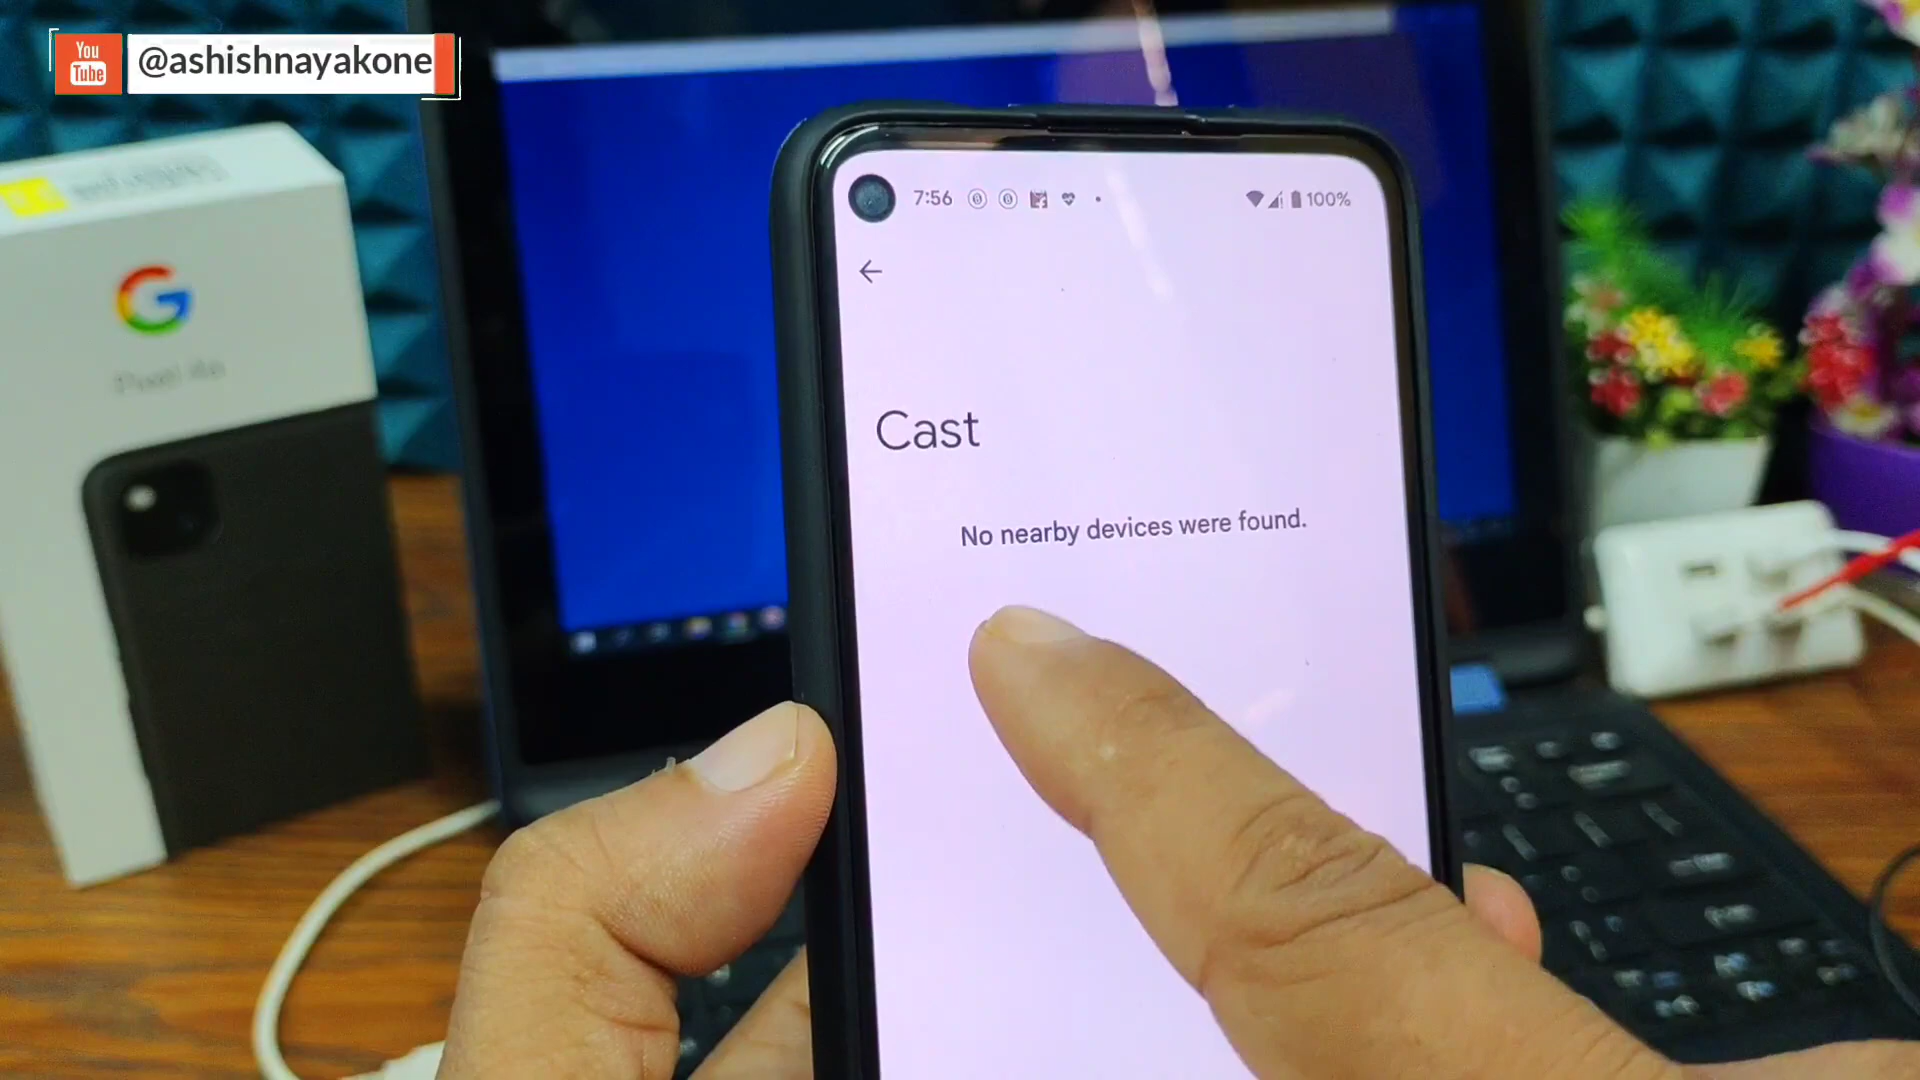 You
Tube
@ashishnayakone
7:56
100%
G
Cast
No nearby devices were found.